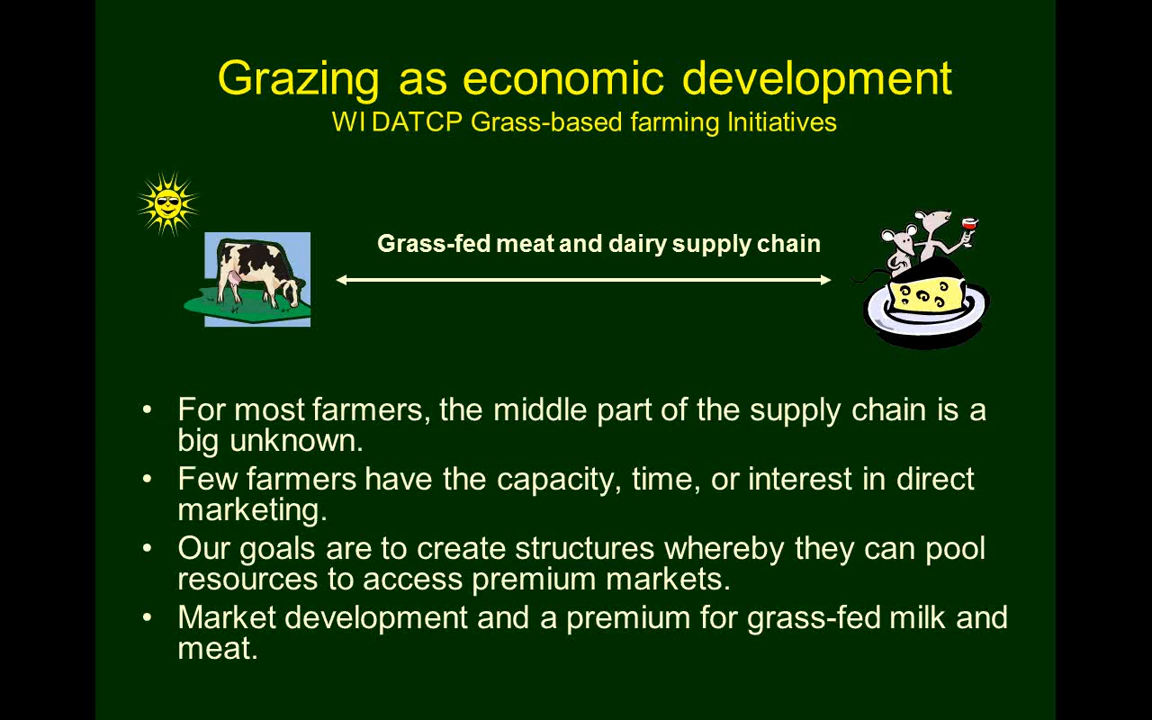 Grazing as economic development
WI DATCP Grass-based farming Initiatives
Grass-fed meat and dairy supply chain
• For most farmers, the middle part of the supply chain is a
big unknown.
• Few farmers have the capacity, time, or interest in direct
marketing.
• Our goals are to create structures whereby they can pool
resources to access premium markets.
• Market development and a premium for grass-fed milk and
meat.